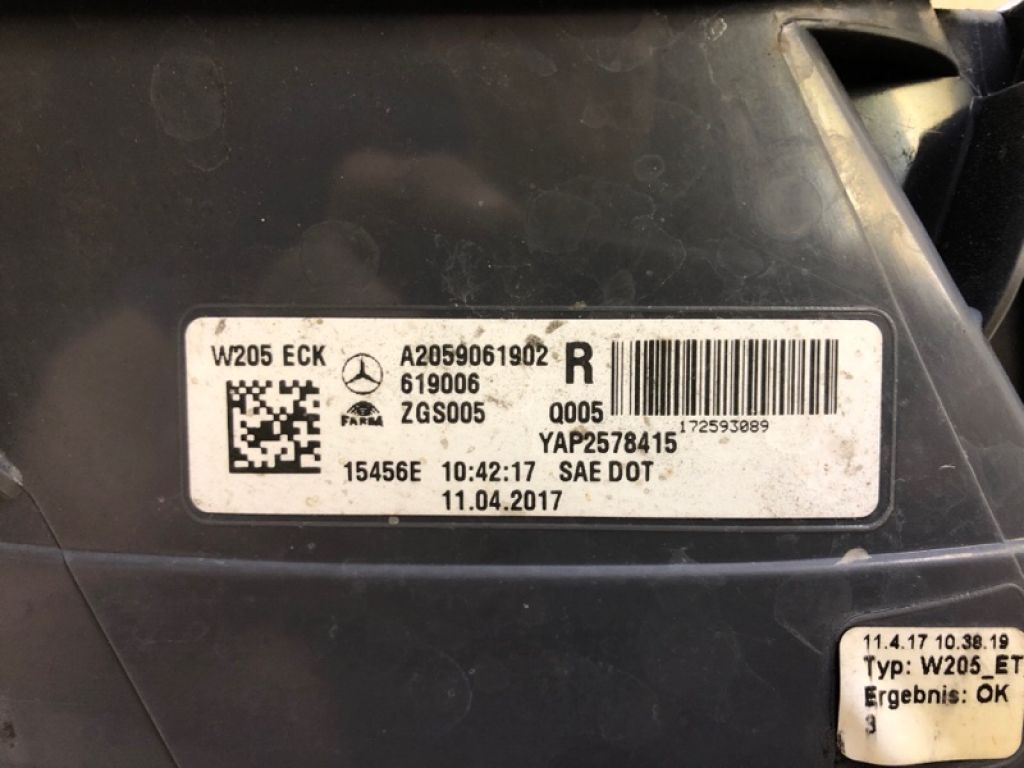 W205 ECK A2059061902 R
619006
FARBA ZGS005 Q005
172593089
YAP2578415
15456E 10:42:17 SAE DOT
11.04.2017
11.4.17 10.38.19
Typ: W205_ET
Ergebnis: OK
3